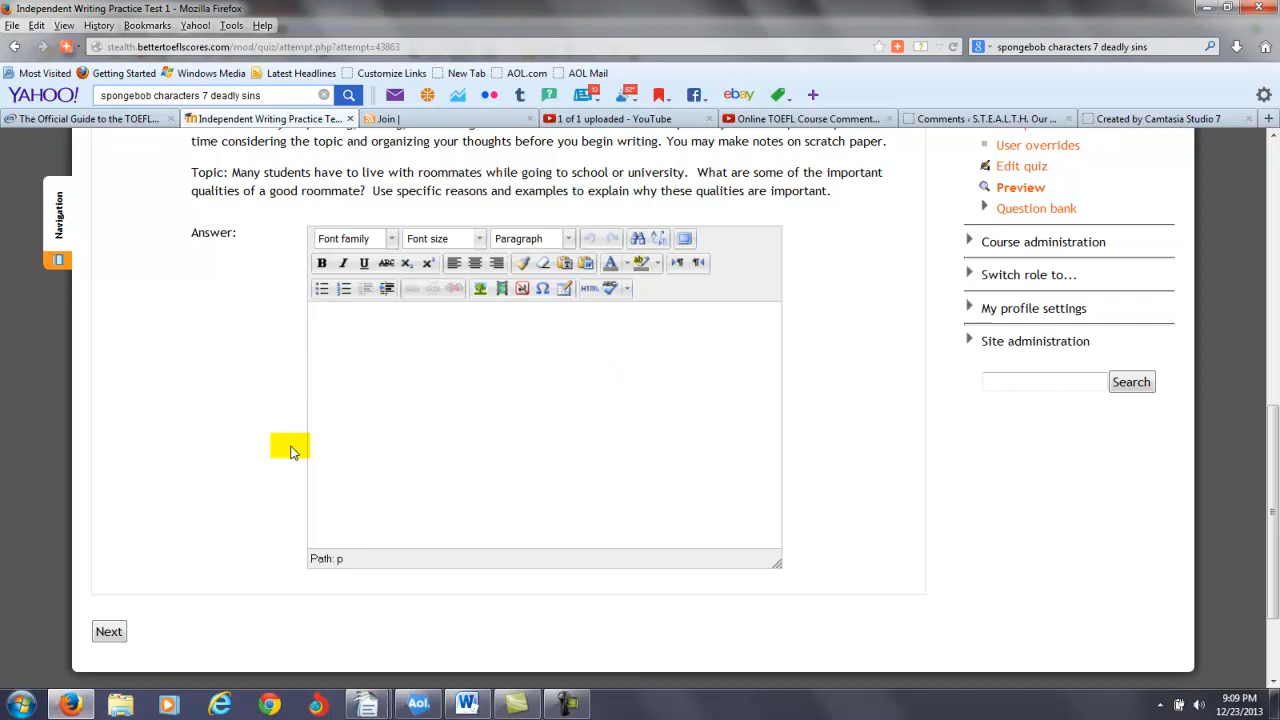 Independent Writing Practice Test 1 - Mozilla Firefox
File Edit View History Bookmarks Yahoo! Tools Help
stealth.bettertoeflscores.com/mod/quiz/attempt.php?attempt=43863
spongebob characters 7 deadly sins
Most Visited Getting Started Windows Media Latest Headlines Customize Links New Tab AOL.com AOL Mail
YAHOO! spongebob characters 7 deadly sins ebay
The Official Guide to the TOEFL... Independent Writing Practice Te... Join | 1 of 1 uploaded - YouTube Online TOEFL Course Comment... Comments ‹ S.T.E.A.L.T.H. Our ... Created by Camtasia Studio 7
time considering the topic and organizing your thoughts before you begin writing. You may make notes on scratch paper.
Topic: Many students have to live with roommates while going to school or university. What are some of the important
qualities of a good roommate? Use specific reasons and examples to explain why these qualities are important.
Answer:
Font family Font size Paragraph
B I U ABC
HTML
Path: p
Next
Navigation
User overrides
Edit quiz
Preview
Question bank
Course administration
Switch role to...
My profile settings
Site administration
Search
Aol.
9:09 PM
12/23/2013